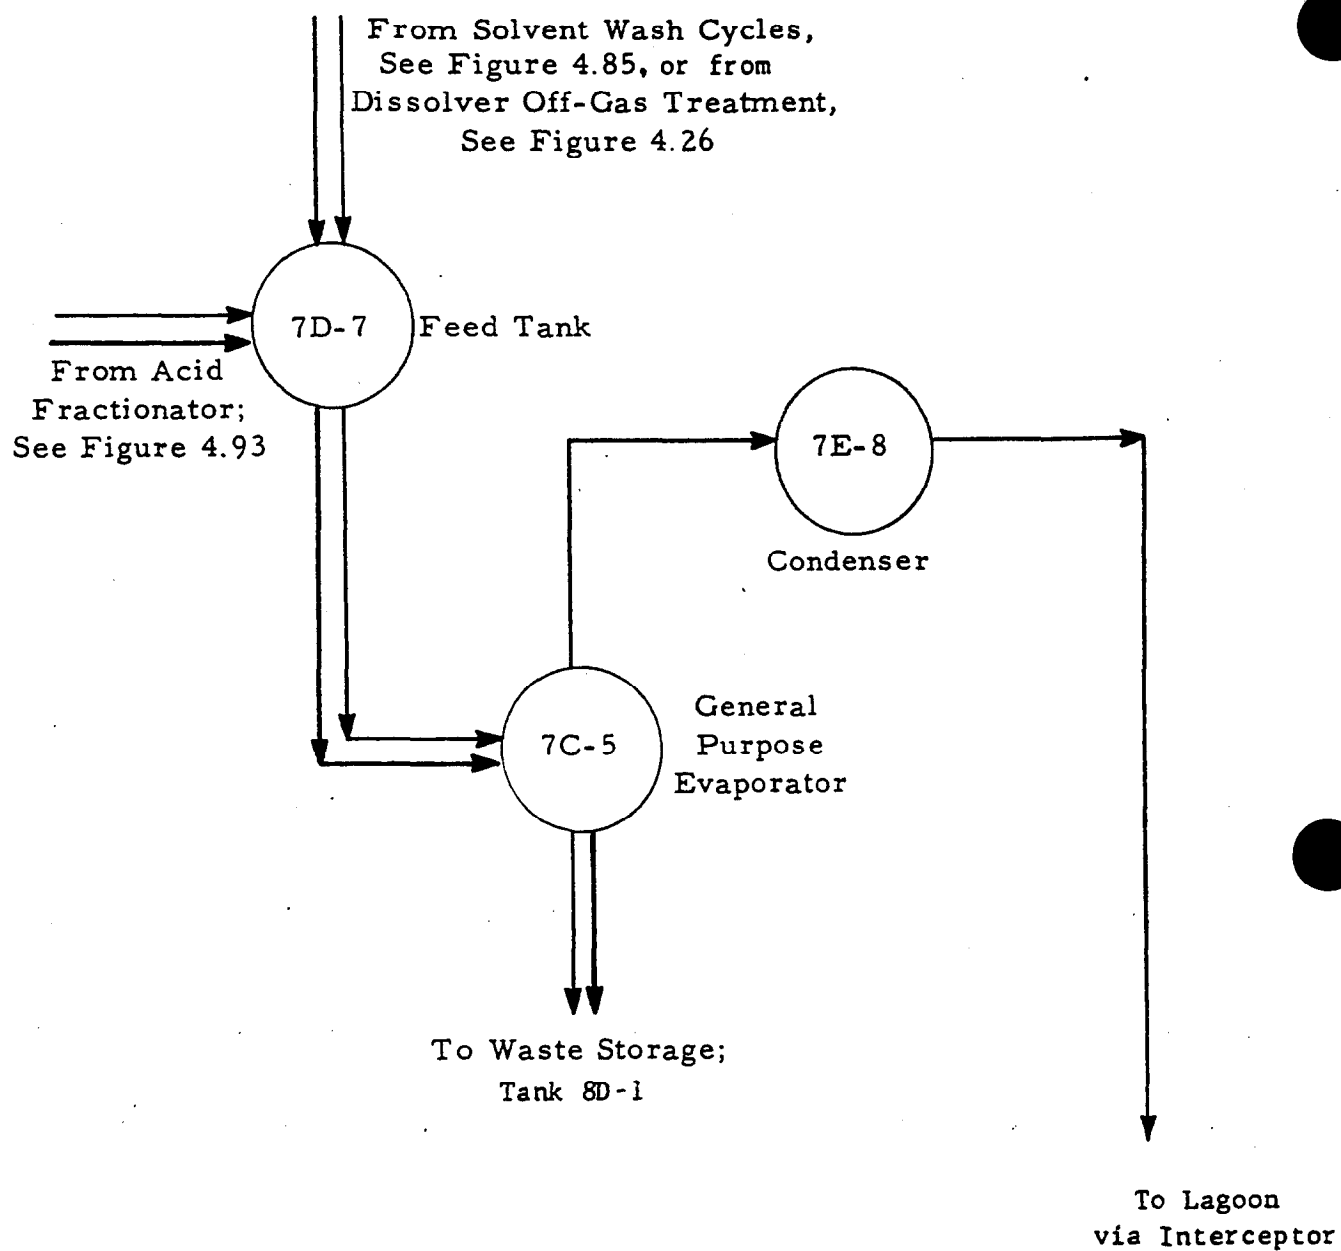 From Solvent Wash Cycles,
See Figure 4.85, or from
Dissolver Off-Gas Treatment,
See Figure 4.26
7D-7
Feed Tank
From Acid
Fractionator;
See Figure 4.93
7E-8
Condenser
7C-5
General
Purpose
Evaporator
To Waste Storage;
Tank 8D-1
To Lagoon
via Interceptor